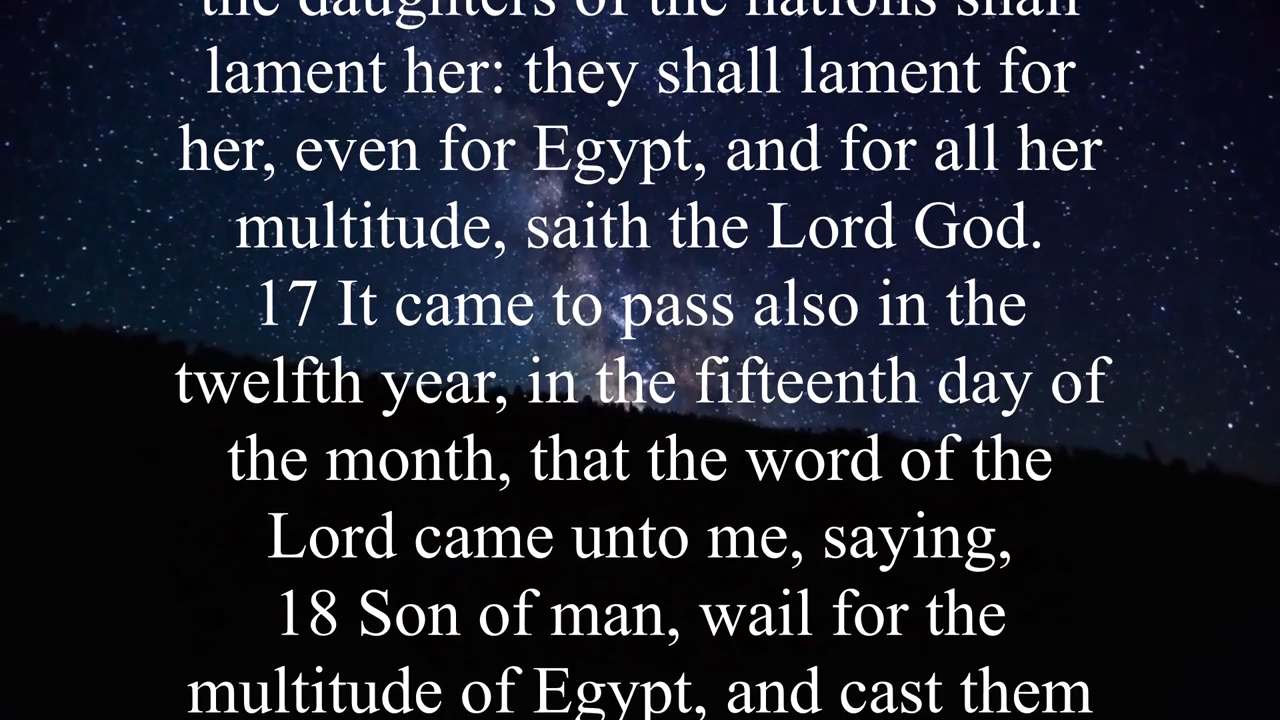 the daughters of the nations shall
lament her: they shall lament for
her, even for Egypt, and for all her
multitude, saith the Lord God.
17 It came to pass also in the
twelfth year, in the fifteenth day of
the month, that the word of the
Lord came unto me, saying,
18 Son of man, wail for the
multitude of Egypt, and cast them